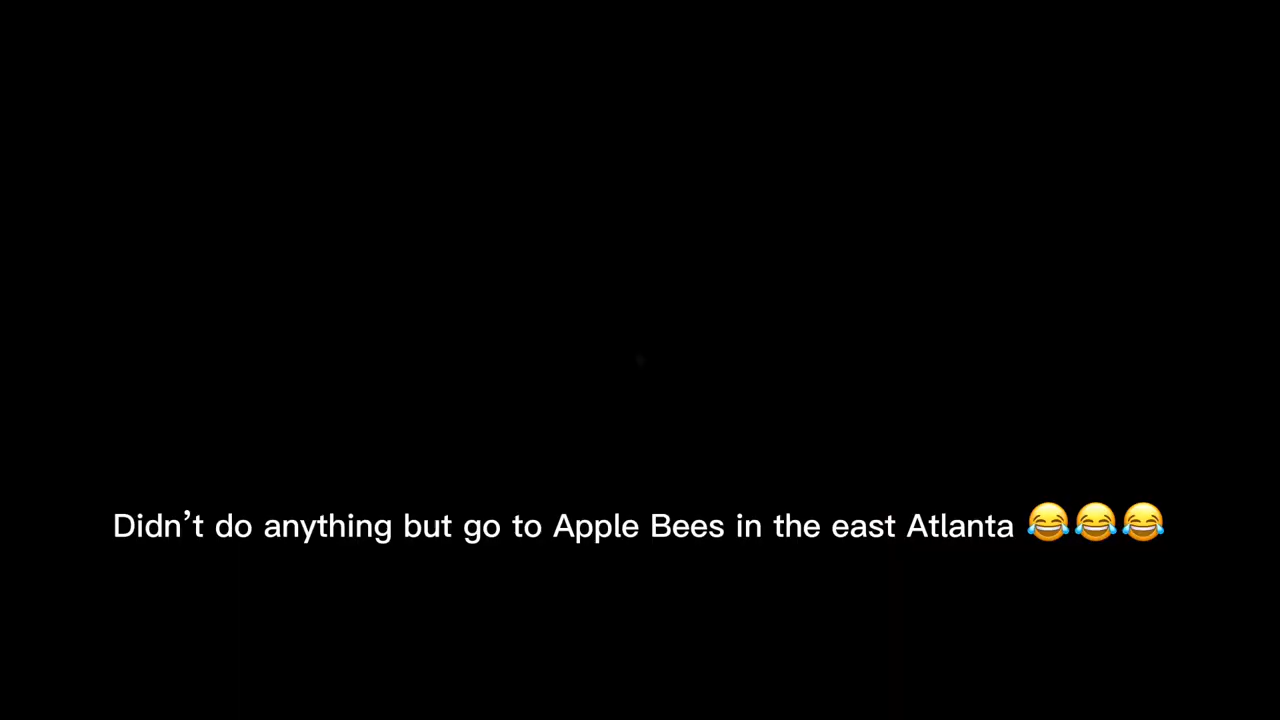 Didn’t do anything but go to Apple Bees in the east Atlanta 😂😂😂